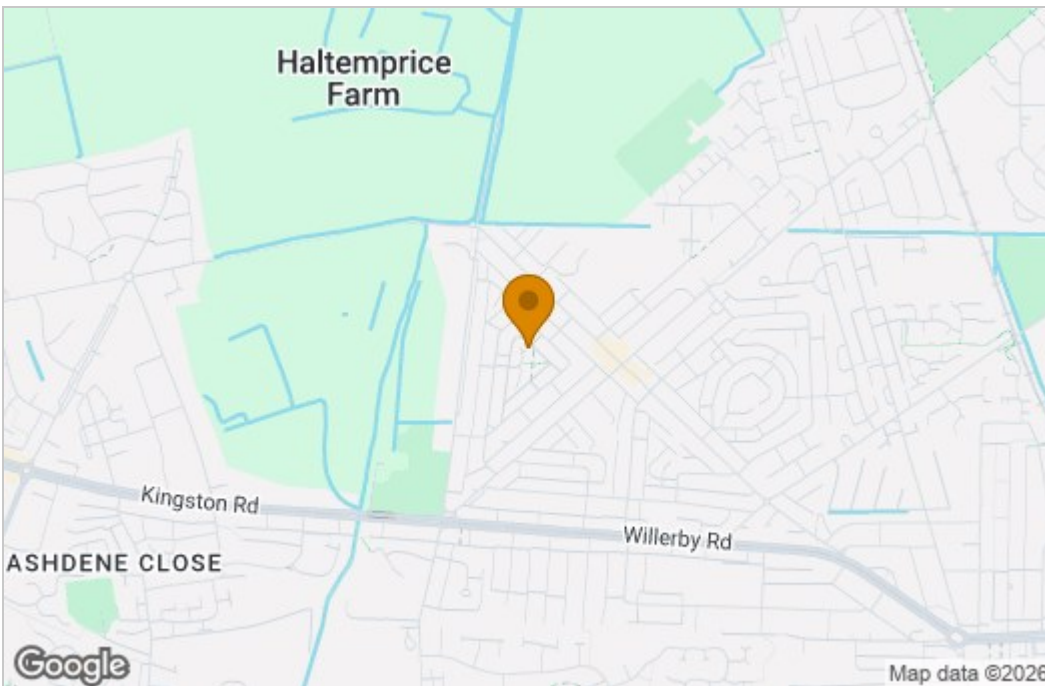 Haltemprice
Farm
Kingston Rd
Willerby Rd
ASHDENE CLOSE
Google
Map data ©2026